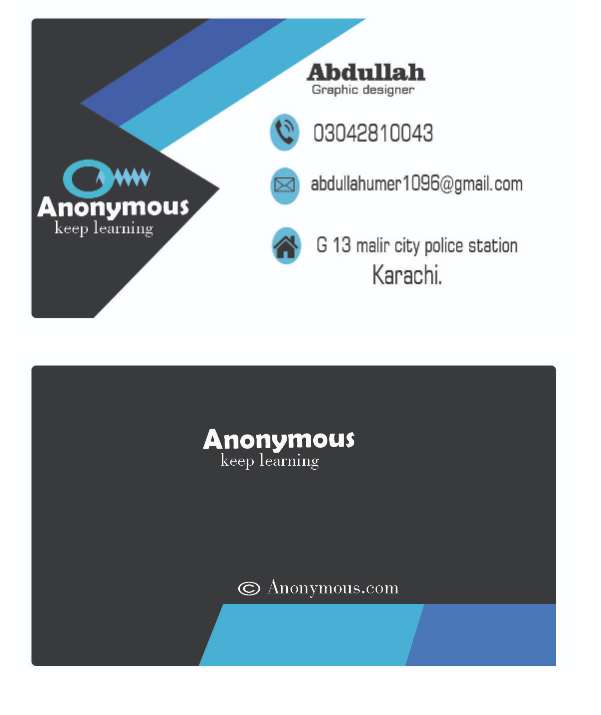 Abdullah
Graphic designer
03042810043
abdullahumer1096@gmail.com
G 13 malir city police station
Karachi.
Anonymous
keep learning
Anonymous
keep learning
© Anonymous.com